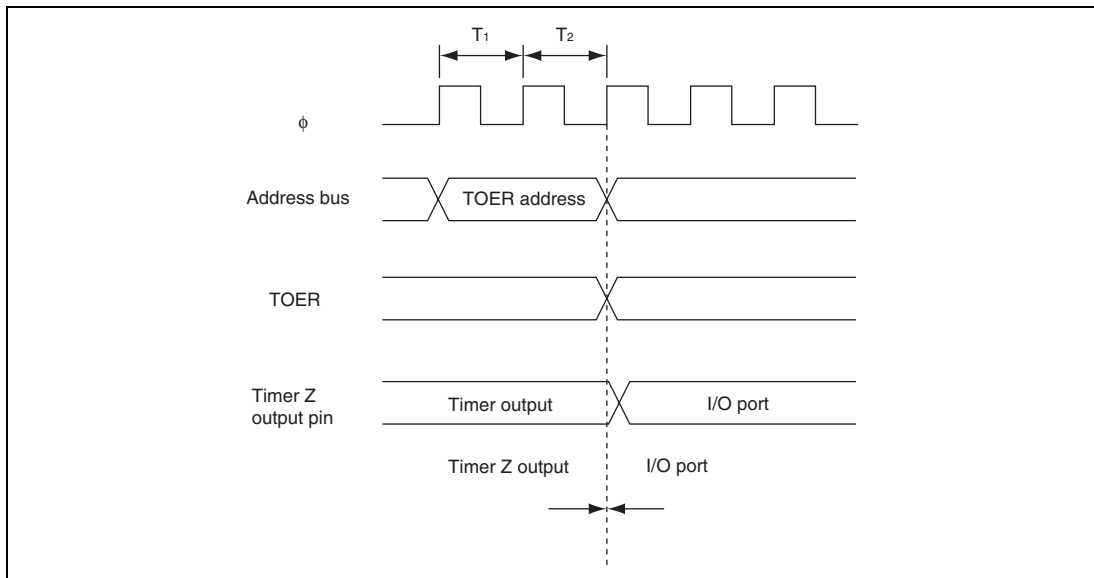 T1 T2
ϕ
Address bus TOER address
TOER
Timer Z
output pin
Timer output I/O port
Timer Z output I/O port